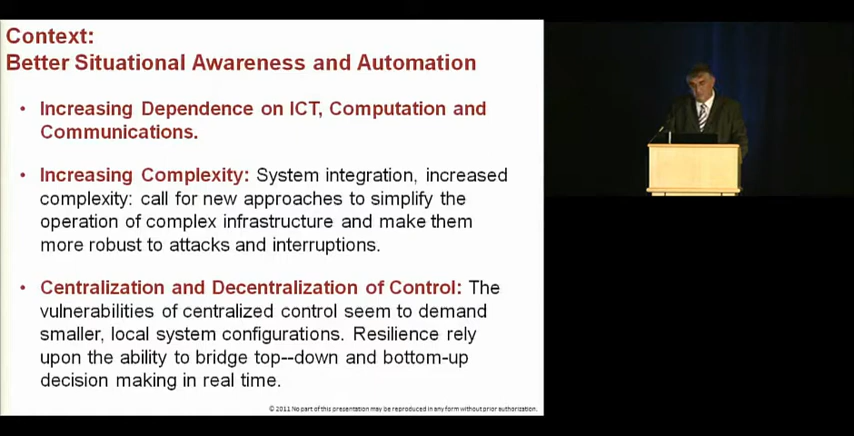 Context:
Better Situational Awareness and Automation
• Increasing Dependence on ICT, Computation and
Communications.
• Increasing Complexity: System integration, increased
complexity: call for new approaches to simplify the
operation of complex infrastructure and make them
more robust to attacks and interruptions.
• Centralization and Decentralization of Control: The
vulnerabilities of centralized control seem to demand
smaller, local system configurations. Resilience rely
upon the ability to bridge top--down and bottom-up
decision making in real time.
© 2011 No part of this presentation may be reproduced in any form without prior authorization.